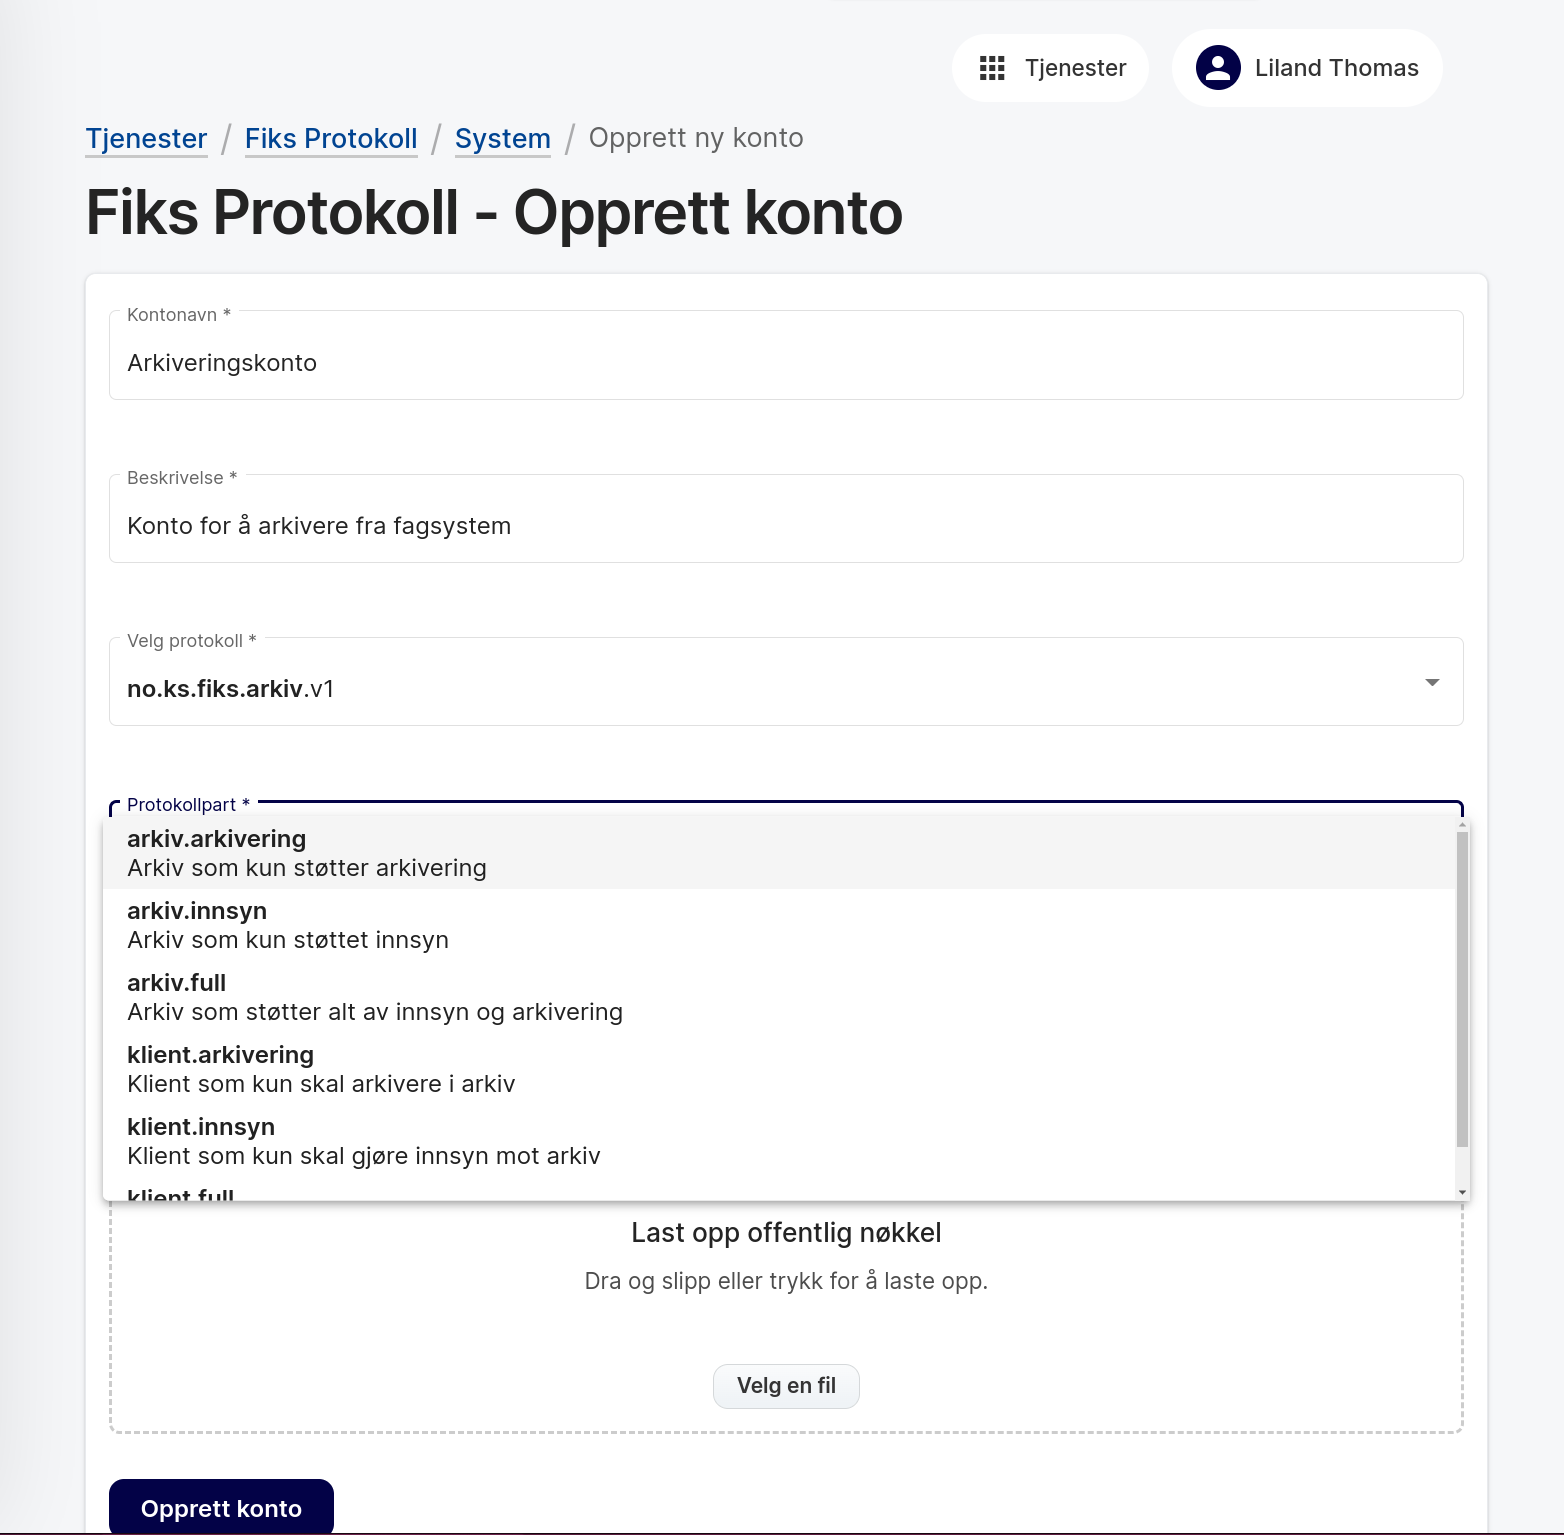 Tjenester
Liland Thomas
Tjenester / Fiks Protokoll / System / Opprett ny konto
Fiks Protokoll - Opprett konto
Kontonavn *
Arkiveringskonto
Beskrivelse *
Konto for å arkivere fra fagsystem
Velg protokoll *
no.ks.fiks.arkiv.v1
Protokollpart *
arkiv.arkivering
Arkiv som kun støtter arkivering
arkiv.innsyn
Arkiv som kun støttet innsyn
arkiv.full
Arkiv som støtter alt av innsyn og arkivering
klient.arkivering
Klient som kun skal arkivere i arkiv
klient.innsyn
Klient som kun skal gjøre innsyn mot arkiv
klient.full
Last opp offentlig nøkkel
Dra og slipp eller trykk for å laste opp.
Velg en fil
Opprett konto